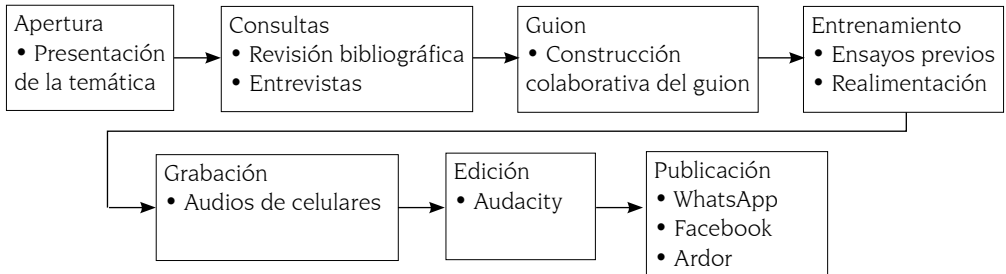 Apertura
• Presentación
de la temática
Consultas
• Revisión bibliográfica
• Entrevistas
Guion
• Construcción
colaborativa del guion
Entrenamiento
• Ensayos previos
• Realimentación
Grabación
• Audios de celulares
Edición
• Audacity
Publicación
• WhatsApp
• Facebook
• Ardor